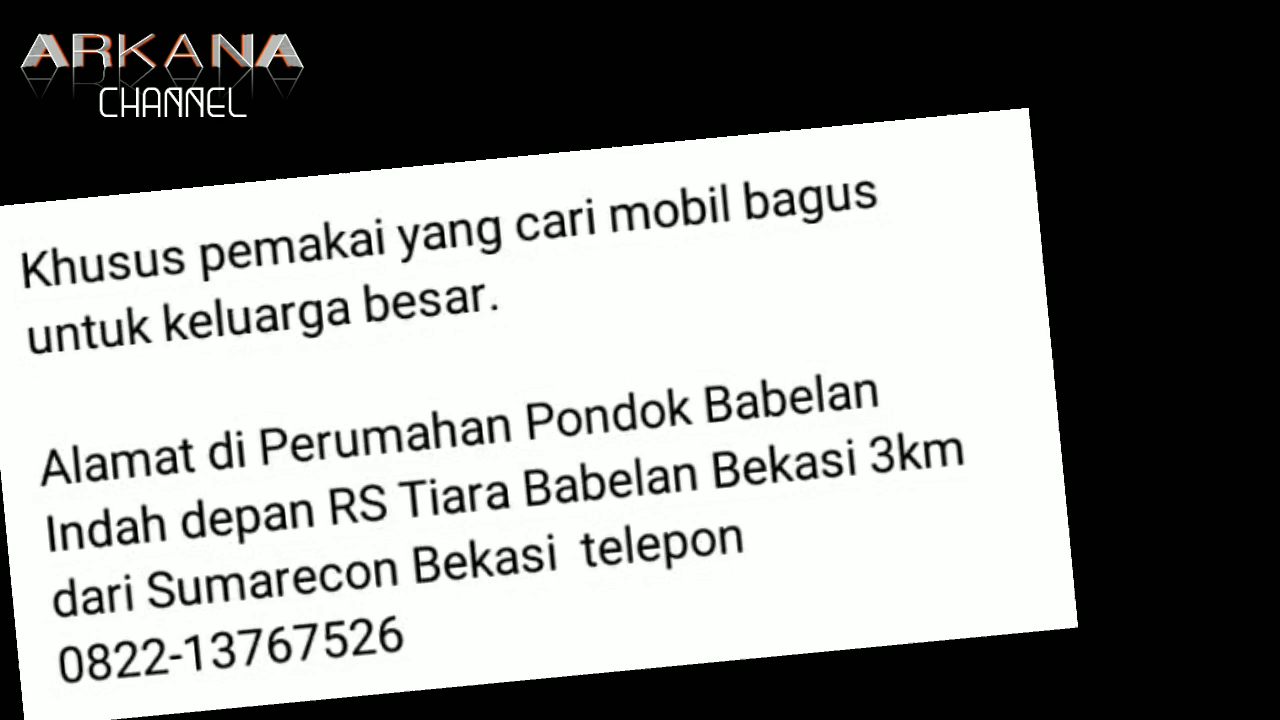 ARKANA
CHANNEL
Khusus pemakai yang cari mobil bagus
untuk keluarga besar.
Alamat di Perumahan Pondok Babelan
Indah depan RS Tiara Babelan Bekasi 3km
dari Sumarecon Bekasi  telepon
0822-13767526